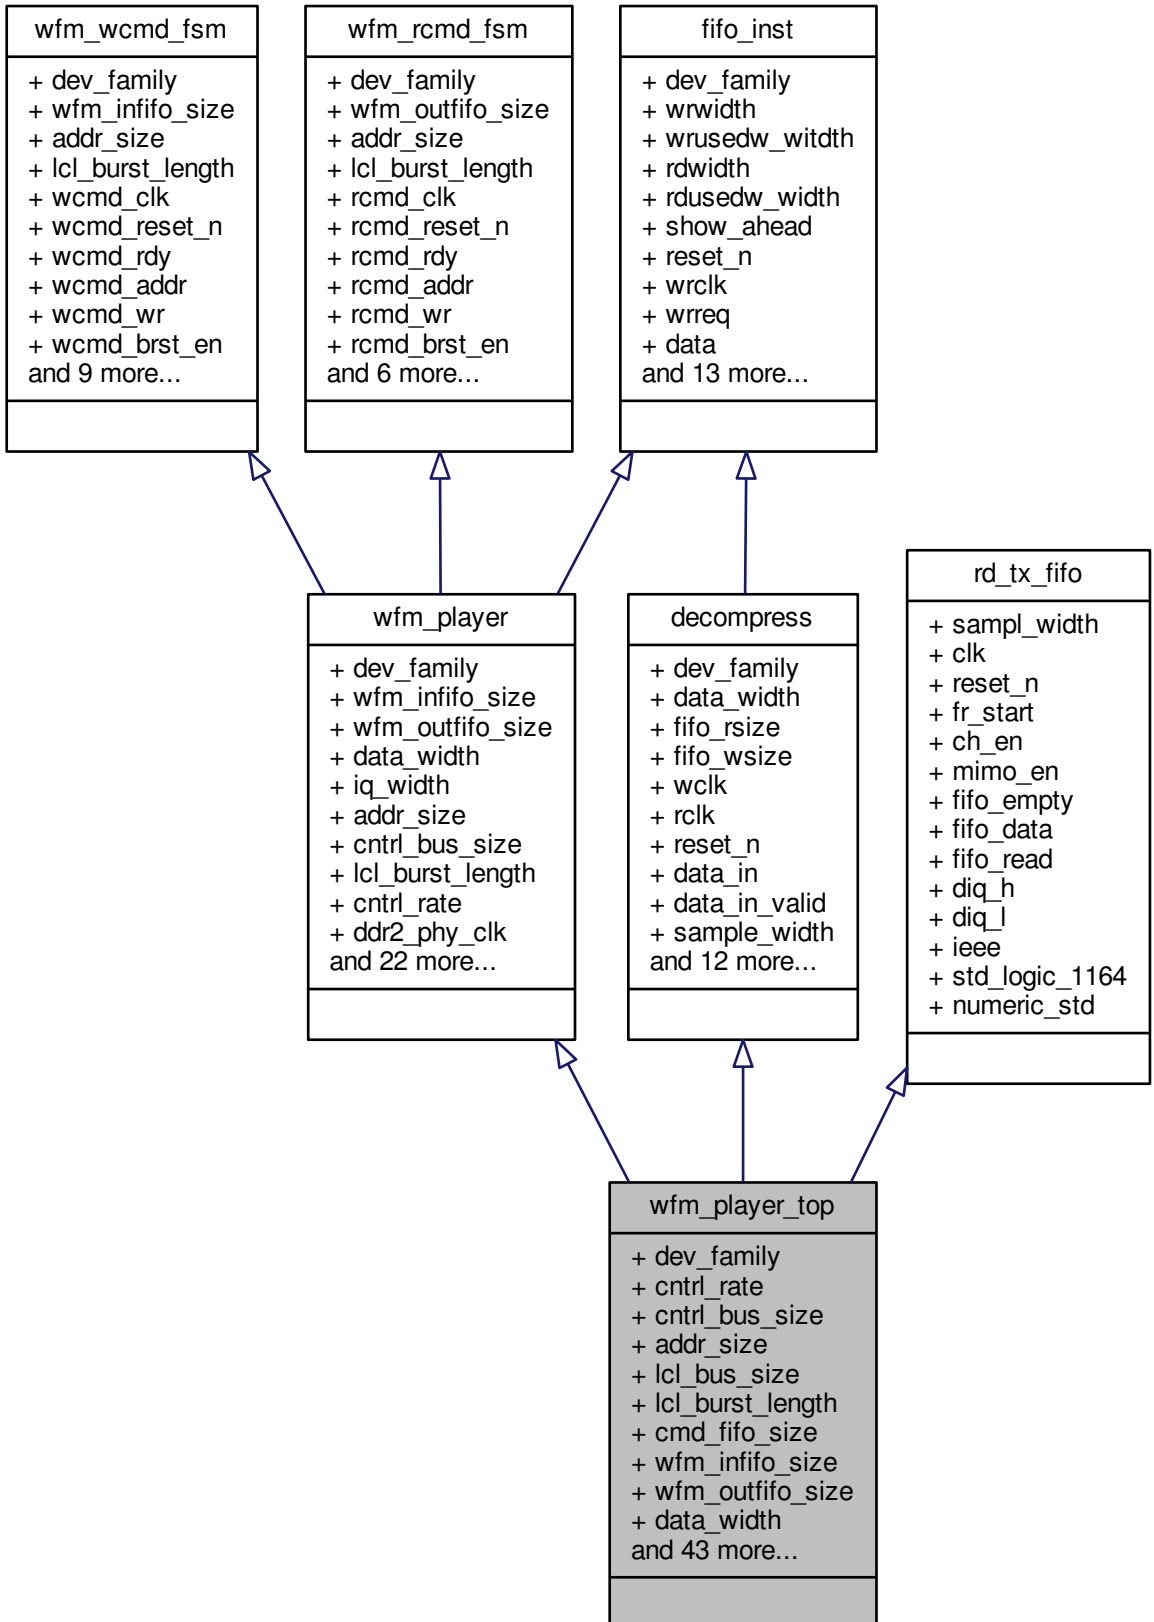 wfm_wcmd_fsm
+ dev_family
+ wfm_infifo_size
+ addr_size
+ lcl_burst_length
+ wcmd_clk
+ wcmd_reset_n
+ wcmd_rdy
+ wcmd_addr
+ wcmd_wr
+ wcmd_brst_en
and 9 more...
wfm_rcmd_fsm
+ dev_family
+ wfm_outfifo_size
+ addr_size
+ lcl_burst_length
+ rcmd_clk
+ rcmd_reset_n
+ rcmd_rdy
+ rcmd_addr
+ rcmd_wr
+ rcmd_brst_en
and 6 more...
fifo_inst
+ dev_family
+ wrwidth
+ wrusedw_witdth
+ rdwidth
+ rdusedw_width
+ show_ahead
+ reset_n
+ wrclk
+ wrreq
+ data
and 13 more...
wfm_player
+ dev_family
+ wfm_infifo_size
+ wfm_outfifo_size
+ data_width
+ iq_width
+ addr_size
+ cntrl_bus_size
+ lcl_burst_length
+ cntrl_rate
+ ddr2_phy_clk
and 22 more...
decompress
+ dev_family
+ data_width
+ fifo_rsize
+ fifo_wsize
+ wclk
+ rclk
+ reset_n
+ data_in
+ data_in_valid
+ sample_width
and 12 more...
rd_tx_fifo
+ sampl_width
+ clk
+ reset_n
+ fr_start
+ ch_en
+ mimo_en
+ fifo_empty
+ fifo_data
+ fifo_read
+ diq_h
+ diq_l
+ ieee
+ std_logic_1164
+ numeric_std
wfm_player_top
+ dev_family
+ cntrl_rate
+ cntrl_bus_size
+ addr_size
+ lcl_bus_size
+ lcl_burst_length
+ cmd_fifo_size
+ wfm_infifo_size
+ wfm_outfifo_size
+ data_width
and 43 more...